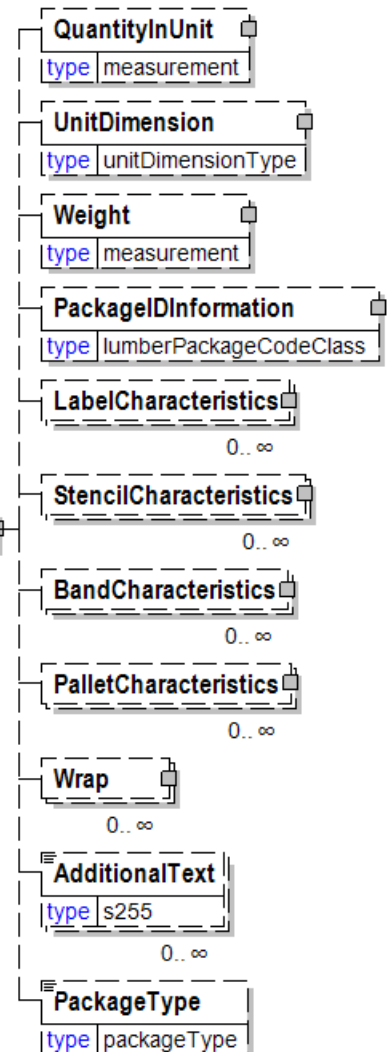 QuantityInUnit
type measurement
UnitDimension
type unitDimensionType
Weight
type measurement
PackageIDInformation
type lumberPackageCodeClass
LabelCharacteristics
0.. ∞
StencilCharacteristics
0.. ∞
BandCharacteristics
0.. ∞
PalletCharacteristics
0.. ∞
Wrap
0.. ∞
AdditionalText
type s255
0.. ∞
PackageType
type packageType